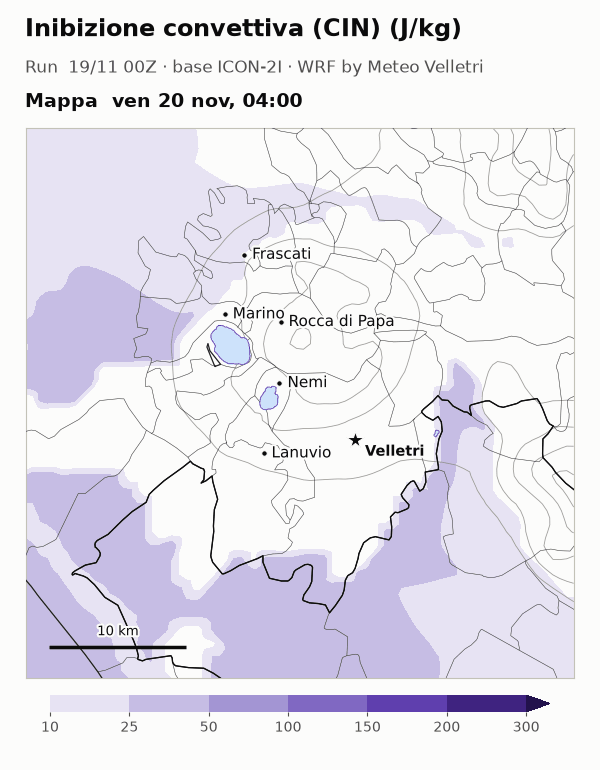 Inibizione convettiva (CIN) (J/kg)
Run  19/11 00Z · base ICON-2I · WRF by Meteo Velletri
Mappa  ven 20 nov, 04:00
Frascati
Marino
Rocca di Papa
Nemi
Velletri
Lanuvio
10 km
10 25 50 100 150 200 300